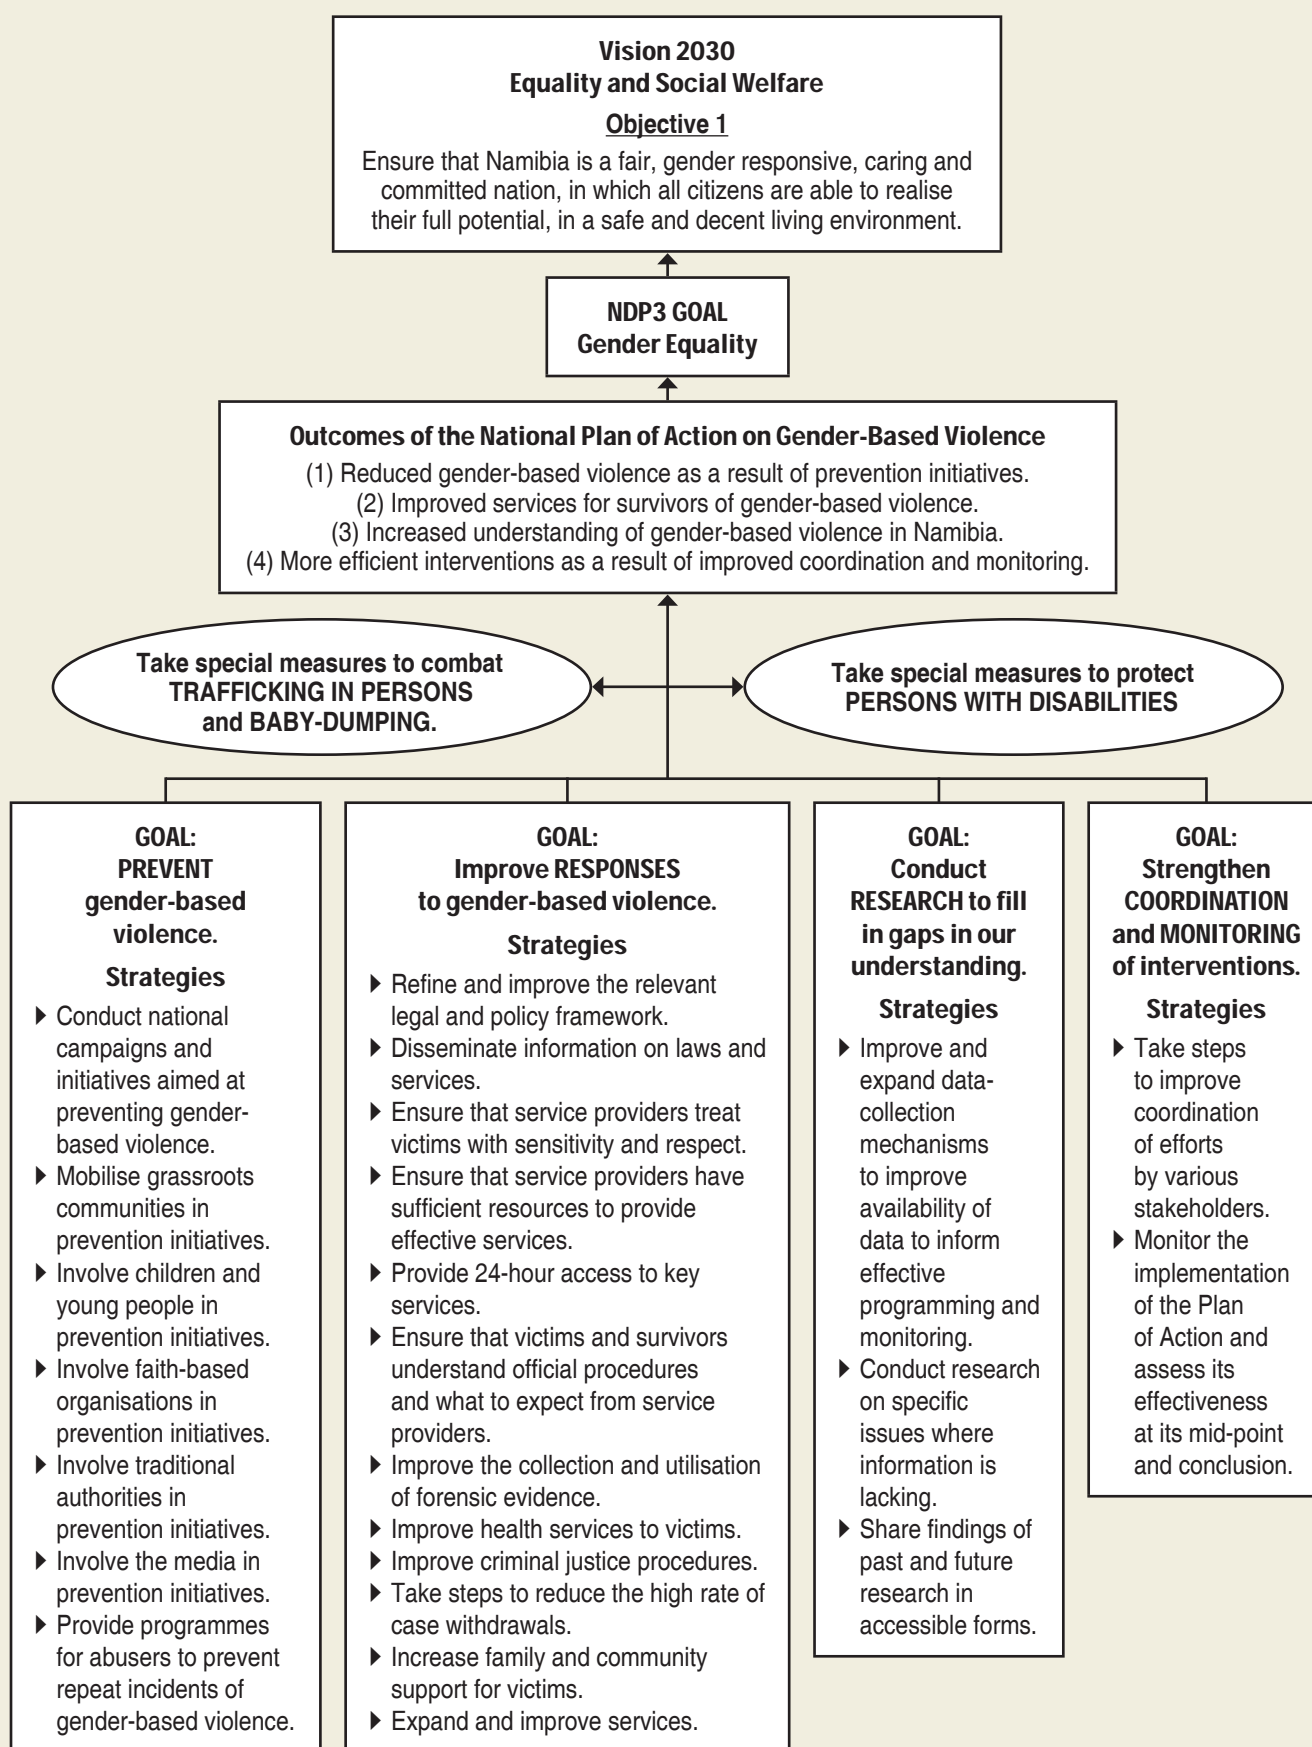 Vision 2030
Equality and Social Welfare
Objective 1
Ensure that Namibia is a fair, gender responsive, caring and
committed nation, in which all citizens are able to realise
their full potential, in a safe and decent living environment.
NDP3 GOAL
Gender Equality
Outcomes of the National Plan of Action on Gender-Based Violence
(1) Reduced gender-based violence as a result of prevention initiatives.
(2) Improved services for survivors of gender-based violence.
(3) Increased understanding of gender-based violence in Namibia.
(4) More efficient interventions as a result of improved coordination and monitoring.
Take special measures to combat
TRAFFICKING IN PERSONS
and BABY-DUMPING.
Take special measures to protect
PERSONS WITH DISABILITIES
GOAL:
PREVENT
gender-based
violence.
Strategies
Conduct national
campaigns and
initiatives aimed at
preventing gender-
based violence.
Mobilise grassroots
communities in
prevention initiatives.
Involve children and
young people in
prevention initiatives.
Involve faith-based
organisations in
prevention initiatives.
Involve traditional
authorities in
prevention initiatives.
Involve the media in
prevention initiatives.
Provide programmes
for abusers to prevent
repeat incidents of
gender-based violence.
GOAL:
Improve RESPONSES
to gender-based violence.
Strategies
Refine and improve the relevant
legal and policy framework.
Disseminate information on laws and
services.
Ensure that service providers treat
victims with sensitivity and respect.
Ensure that service providers have
sufficient resources to provide
effective services.
Provide 24-hour access to key
services.
Ensure that victims and survivors
understand official procedures
and what to expect from service
providers.
Improve the collection and utilisation
of forensic evidence.
Improve health services to victims.
Improve criminal justice procedures.
Take steps to reduce the high rate of
case withdrawals.
Increase family and community
support for victims.
Expand and improve services.
GOAL:
Conduct
RESEARCH to fill
in gaps in our
understanding.
Strategies
Improve and
expand data-
collection
mechanisms
to improve
availability of
data to inform
effective
programming and
monitoring.
Conduct research
on specific
issues where
information is
lacking.
Share findings of
past and future
research in
accessible forms.
GOAL:
Strengthen
COORDINATION
and MONITORING
of interventions.
Strategies
Take steps
to improve
coordination
of efforts
by various
stakeholders.
Monitor the
implementation
of the Plan
of Action and
assess its
effectiveness
at its mid-point
and conclusion.